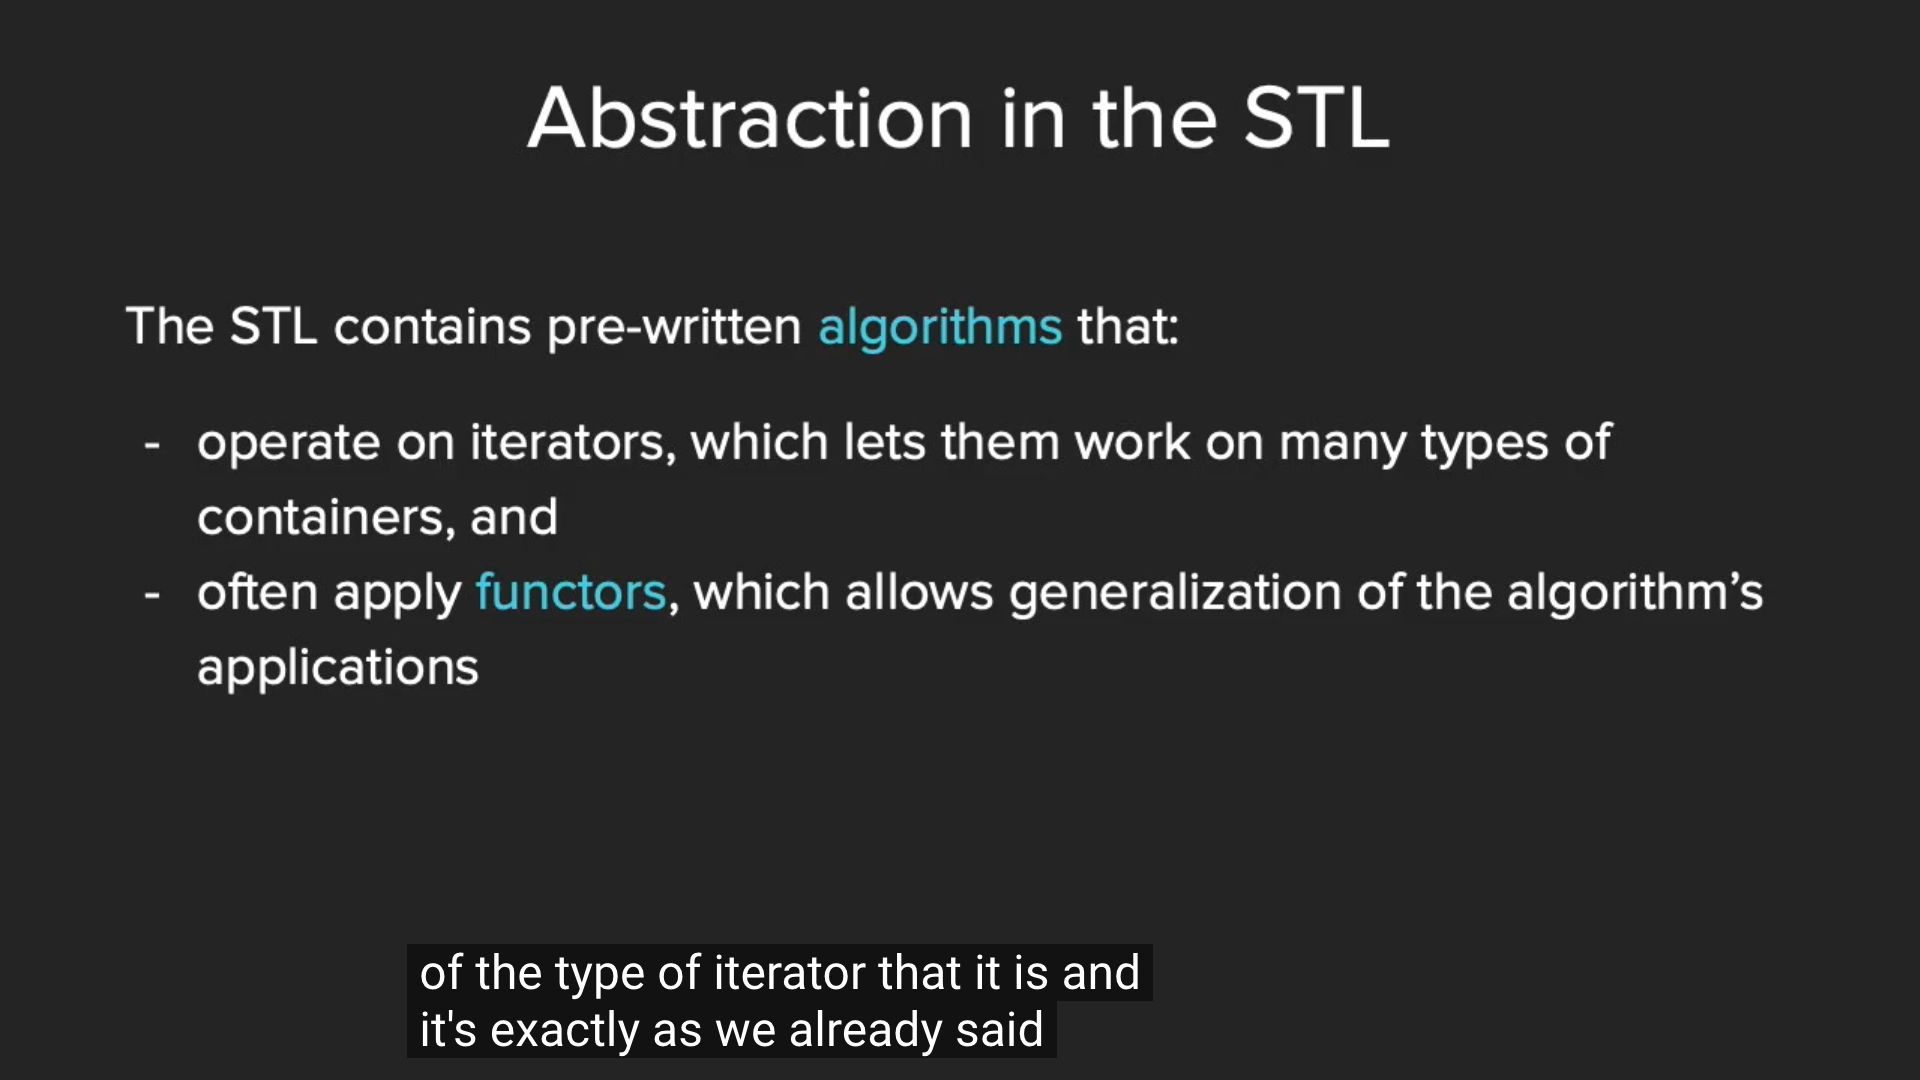 Abstraction in the STL
The STL contains pre-written algorithms that:
- operate on iterators, which lets them work on many types of
containers, and
- often apply functors, which allows generalization of the algorithm’s
applications
of the type of iterator that it is and
it's exactly as we already said